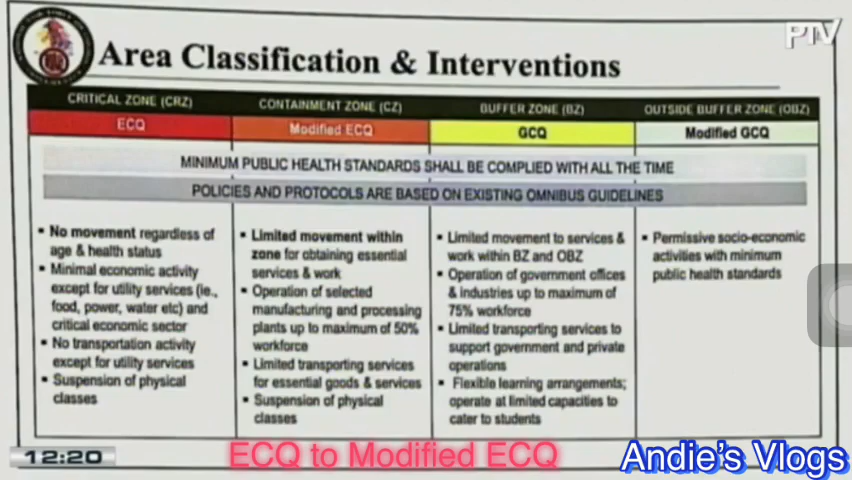 PTV
Area Classification & Interventions
CRITICAL ZONE (CRZ)
CONTAINMENT ZONE (CZ)
BUFFER ZONE (BZ)
OUTSIDE BUFFER ZONE (OBZ)
ECQ
Modified ECQ
GCQ
Modified GCQ
MINIMUM PUBLIC HEALTH STANDARDS SHALL BE COMPLIED WITH ALL THE TIME
POLICIES AND PROTOCOLS ARE BASED ON EXISTING OMNIBUS GUIDELINES
• No movement regardless of
age & health status
• Minimal economic activity
except for utility services (ie.,
food, power, water etc) and
critical economic sector
• No transportation activity
except for utility services
• Suspension of physical
classes
• Limited movement within
zone for obtaining essential
services & work
• Operation of selected
manufacturing and processing
plants up to maximum of 50%
workforce
• Limited transporting services
for essential goods & services
• Suspension of physical
classes
• Limited movement to services &
work within BZ and OBZ
• Operation of government offices
& industries up to maximum of
75% workforce
• Limited transporting services to
support government and private
operations
• Flexible learning arrangements;
operate at limited capacities to
cater to students
• Permissive socio-economic
activities with minimum
public health standards
12:20
ECQ to Modified ECQ
Andie's Vlogs